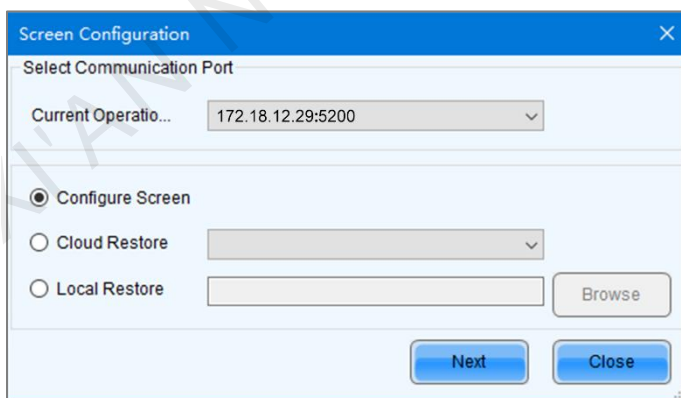 Screen Configuration
Select Communication Port
Current Operatio... 172.18.12.29:5200
Configure Screen
Cloud Restore
Local Restore Browse
Next Close